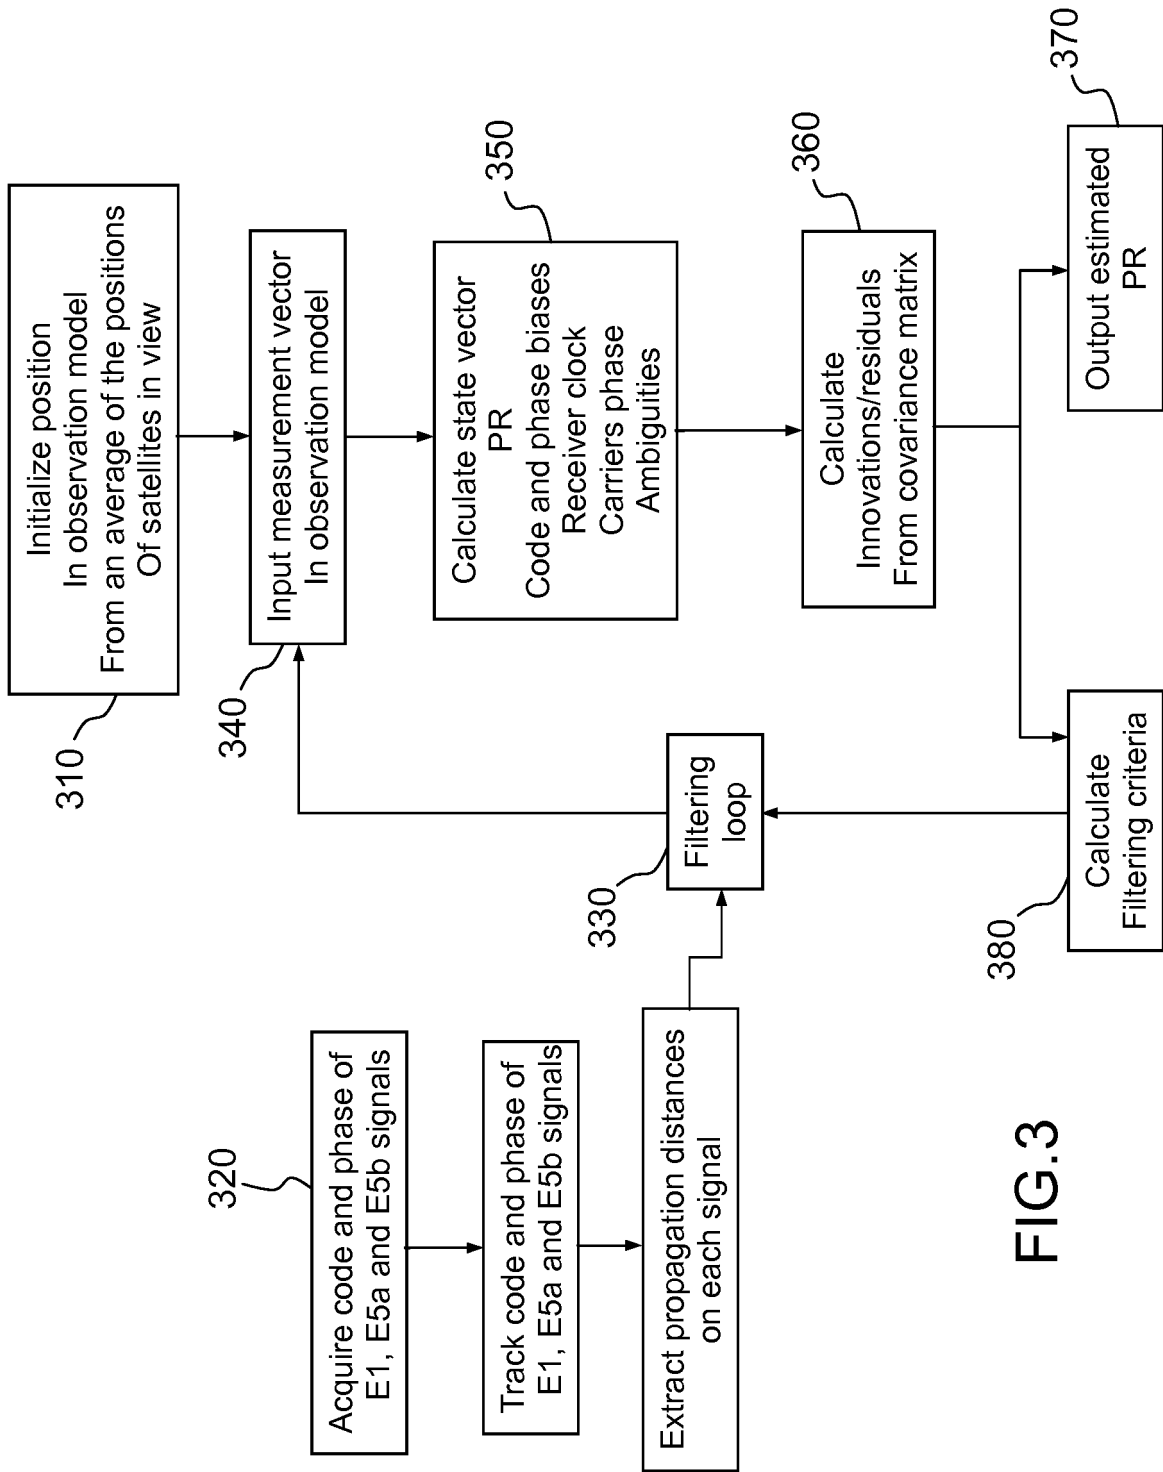 310
Initialize position
In observation model
From an average of the positions
Of satellites in view
320
Acquire code and phase of
E1, E5a and E5b signals
Track code and phase of
E1, E5a and E5b signals
Extract propagation distances
on each signal
330
Filtering
loop
340
Input measurement vector
In observation model
350
Calculate state vector
PR
Code and phase biases
Receiver clock
Carriers phase
Ambiguities
360
Calculate
Innovations/residuals
From covariance matrix
370
Output estimated
PR
380
Calculate
Filtering criteria
FIG.3